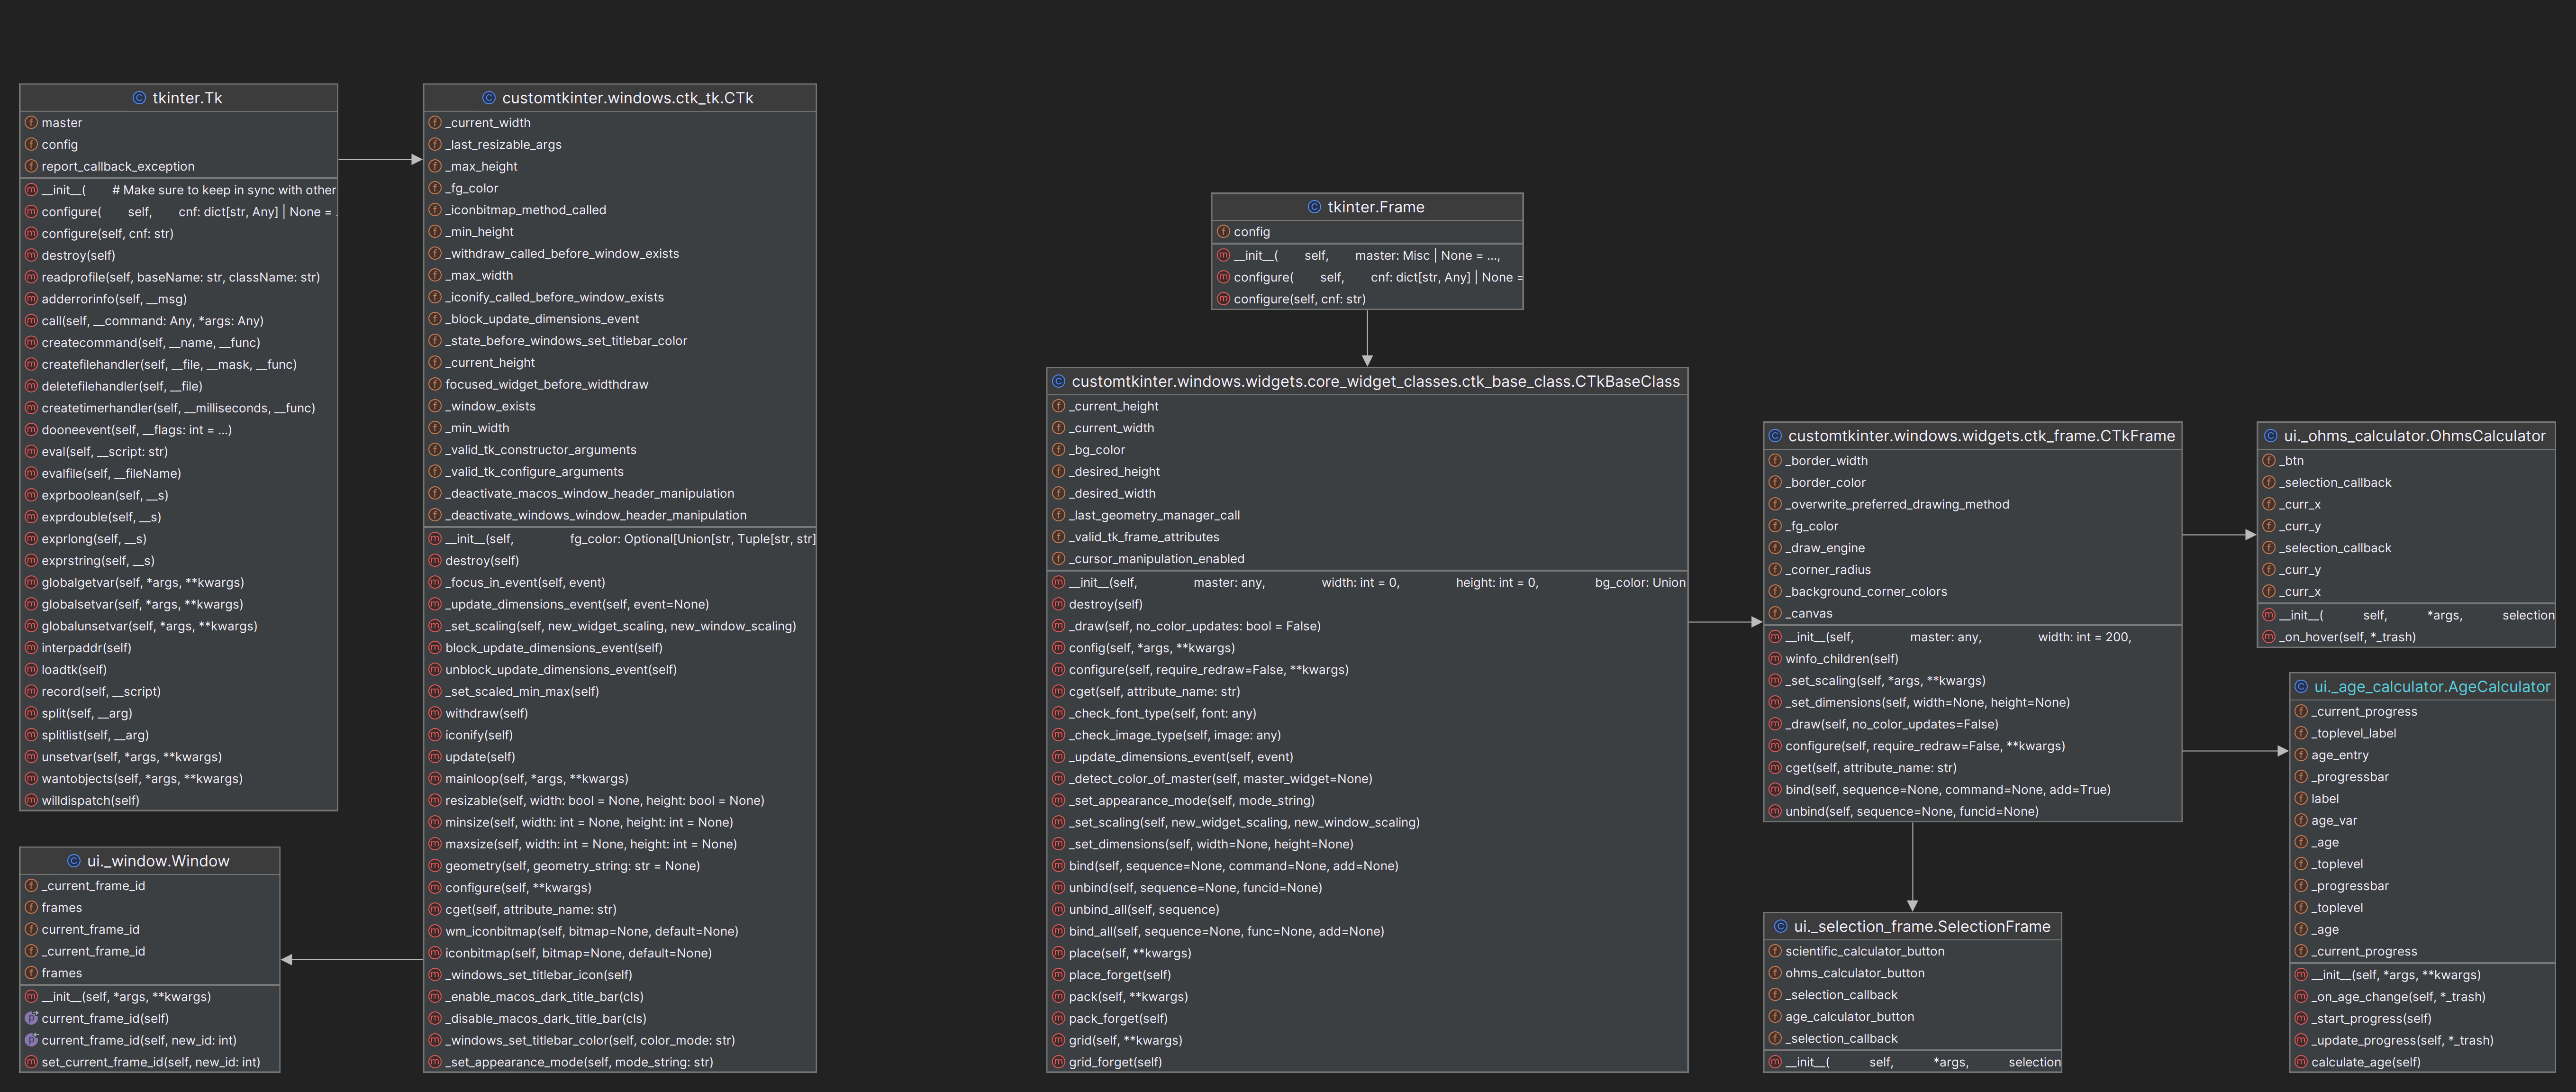 tkinter.Tk
master
config
report_callback_exception
__init__(       # Make sure to keep in sync with other
configure(       self,       cnf: dict[str, Any] | None = .
configure(self, cnf: str)
destroy(self)
readprofile(self, baseName: str, className: str)
adderrorinfo(self, __msg)
call(self, __command: Any, *args: Any)
createcommand(self, __name, __func)
createfilehandler(self, __file, __mask, __func)
deletefilehandler(self, __file)
createtimerhandler(self, __milliseconds, __func)
dooneevent(self, __flags: int = ...)
eval(self, __script: str)
evalfile(self, __fileName)
exprboolean(self, __s)
exprdouble(self, __s)
exprlong(self, __s)
exprstring(self, __s)
globalgetvar(self, *args, **kwargs)
globalsetvar(self, *args, **kwargs)
globalunsetvar(self, *args, **kwargs)
interpaddr(self)
loadtk(self)
record(self, __script)
split(self, __arg)
splitlist(self, __arg)
unsetvar(self, *args, **kwargs)
wantobjects(self, *args, **kwargs)
willdispatch(self)
ui._window.Window
_current_frame_id
frames
current_frame_id
_current_frame_id
frames
__init__(self, *args, **kwargs)
current_frame_id(self)
current_frame_id(self, new_id: int)
set_current_frame_id(self, new_id: int)
customtkinter.windows.ctk_tk.CTk
_current_width
_last_resizable_args
_max_height
_fg_color
_iconbitmap_method_called
_min_height
_withdraw_called_before_window_exists
_max_width
_iconify_called_before_window_exists
_block_update_dimensions_event
_state_before_windows_set_titlebar_color
_current_height
focused_widget_before_widthdraw
_window_exists
_min_width
_valid_tk_constructor_arguments
_valid_tk_configure_arguments
_deactivate_macos_window_header_manipulation
_deactivate_windows_window_header_manipulation
__init__(self,       fg_color: Optional[Union[str, Tuple[str, str]
destroy(self)
_focus_in_event(self, event)
_update_dimensions_event(self, event=None)
_set_scaling(self, new_widget_scaling, new_window_scaling)
block_update_dimensions_event(self)
unblock_update_dimensions_event(self)
_set_scaled_min_max(self)
withdraw(self)
iconify(self)
update(self)
mainloop(self, *args, **kwargs)
resizable(self, width: bool = None, height: bool = None)
minsize(self, width: int = None, height: int = None)
maxsize(self, width: int = None, height: int = None)
geometry(self, geometry_string: str = None)
configure(self, **kwargs)
cget(self, attribute_name: str)
wm_iconbitmap(self, bitmap=None, default=None)
iconbitmap(self, bitmap=None, default=None)
_windows_set_titlebar_icon(self)
_enable_macos_dark_title_bar(cls)
_disable_macos_dark_title_bar(cls)
_windows_set_titlebar_color(self, color_mode: str)
_set_appearance_mode(self, mode_string: str)
tkinter.Frame
config
__init__(       self,       master: Misc | None = ...,
configure(       self,       cnf: dict[str, Any] | None =
configure(self, cnf: str)
customtkinter.windows.widgets.core_widget_classes.ctk_base_class.CTkBaseClass
_current_height
_current_width
_bg_color
_desired_height
_desired_width
_last_geometry_manager_call
_valid_tk_frame_attributes
_cursor_manipulation_enabled
__init__(self,       master: any,       width: int = 0,       height: int = 0,       bg_color: Union
destroy(self)
_draw(self, no_color_updates: bool = False)
config(self, *args, **kwargs)
configure(self, require_redraw=False, **kwargs)
cget(self, attribute_name: str)
_check_font_type(self, font: any)
_check_image_type(self, image: any)
_update_dimensions_event(self, event)
_detect_color_of_master(self, master_widget=None)
_set_appearance_mode(self, mode_string)
_set_scaling(self, new_widget_scaling, new_window_scaling)
_set_dimensions(self, width=None, height=None)
bind(self, sequence=None, command=None, add=None)
unbind(self, sequence=None, funcid=None)
unbind_all(self, sequence)
bind_all(self, sequence=None, func=None, add=None)
place(self, **kwargs)
place_forget(self)
pack(self, **kwargs)
pack_forget(self)
grid(self, **kwargs)
grid_forget(self)
customtkinter.windows.widgets.ctk_frame.CTkFrame
_border_width
_border_color
_overwrite_preferred_drawing_method
_fg_color
_draw_engine
_corner_radius
_background_corner_colors
_canvas
__init__(self,       master: any,       width: int = 200,
winfo_children(self)
_set_scaling(self, *args, **kwargs)
_set_dimensions(self, width=None, height=None)
_draw(self, no_color_updates=False)
configure(self, require_redraw=False, **kwargs)
cget(self, attribute_name: str)
bind(self, sequence=None, command=None, add=True)
unbind(self, sequence=None, funcid=None)
ui._selection_frame.SelectionFrame
scientific_calculator_button
ohms_calculator_button
_selection_callback
age_calculator_button
_selection_callback
__init__(       self,       *args,       selection
ui._ohms_calculator.OhmsCalculator
_btn
_selection_callback
_curr_x
_curr_y
_selection_callback
_curr_y
_curr_x
__init__(       self,       *args,       selection
_on_hover(self, *_trash)
ui._age_calculator.AgeCalculator
_current_progress
_toplevel_label
age_entry
_progressbar
label
age_var
_age
_toplevel
_progressbar
_toplevel
_age
_current_progress
__init__(self, *args, **kwargs)
_on_age_change(self, *_trash)
_start_progress(self)
_update_progress(self, *_trash)
calculate_age(self)